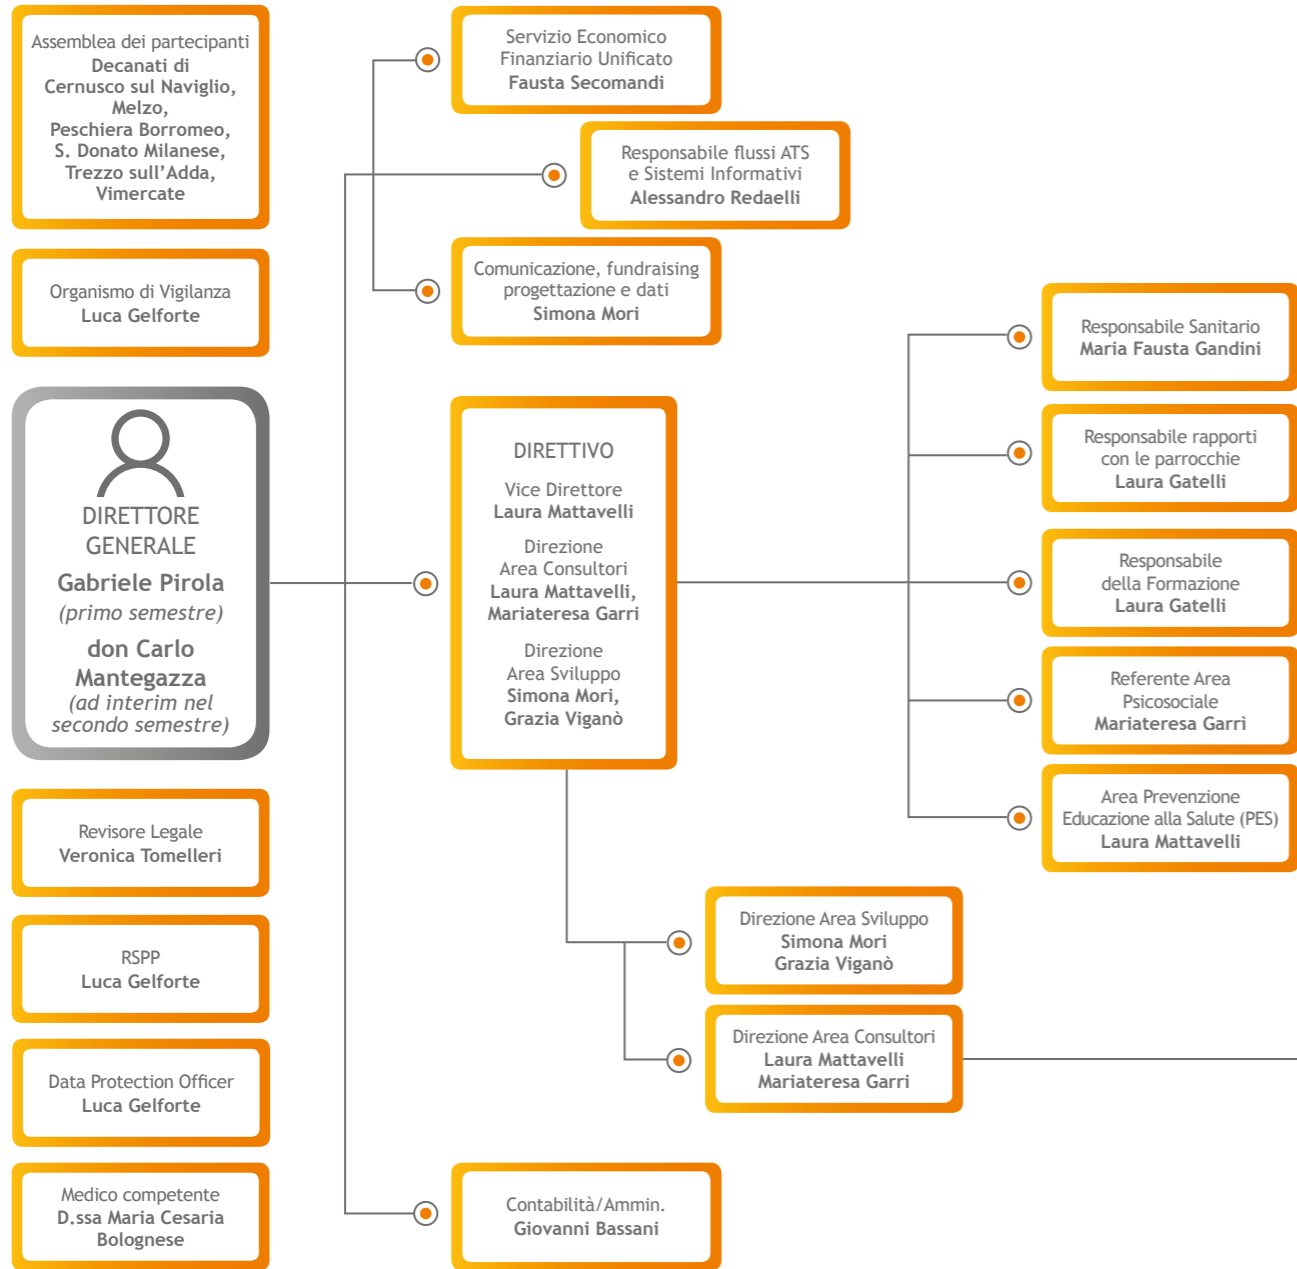 Assemblea dei partecipanti
Decanati di
Cernusco sul Naviglio,
Melzo,
Peschiera Borromeo,
S. Donato Milanese,
Trezzo sull'Adda,
Vimercate
Organismo di Vigilanza
Luca Gelforte
DIRETTORE
GENERALE
Gabriele Pirola
(primo semestre)
don Carlo
Mantegazza
(ad interim nel
secondo semestre)
Revisore Legale
Veronica Tomelleri
RSPP
Luca Gelforte
Data Protection Officer
Luca Gelforte
Medico competente
D.ssa Maria Cesaria
Bolognese
Servizio Economico
Finanziario Unificato
Fausta Secomandi
Responsabile flussi ATS
e Sistemi Informativi
Alessandro Redaelli
Comunicazione, fundraising
progettazione e dati
Simona Mori
DIRETTIVO
Vice Direttore
Laura Mattavelli
Direzione
Area Consultori
Laura Mattavelli,
Mariateresa Garri
Direzione
Area Sviluppo
Simona Mori,
Grazia Viganò
Responsabile Sanitario
Maria Fausta Gandini
Responsabile rapporti
con le parrocchie
Laura Gatelli
Responsabile
della Formazione
Laura Gatelli
Referente Area
Psicosociale
Mariateresa Garrì
Area Prevenzione
Educazione alla Salute (PES)
Laura Mattavelli
Direzione Area Sviluppo
Simona Mori
Grazia Viganò
Direzione Area Consultori
Laura Mattavelli
Mariateresa Garri
Contabilità/Ammin.
Giovanni Bassani